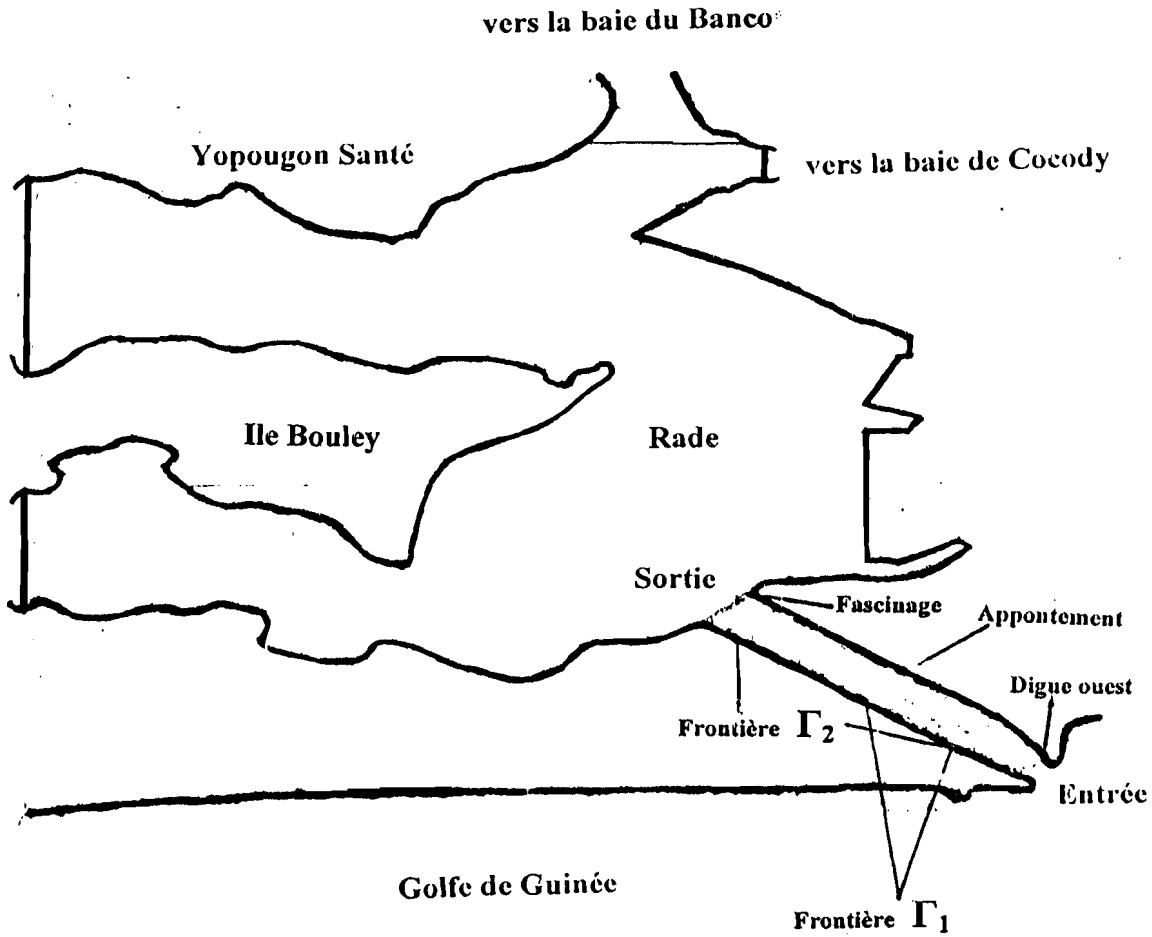 vers la baie du Banco
Yopougon Santé
vers la baie de Cocody
Ile Bouley
Rade
Sortie
Fascinage
Appontement
Digue ouest
Frontière Γ₂
Entrée
Golfe de Guinée
Frontière Γ₁